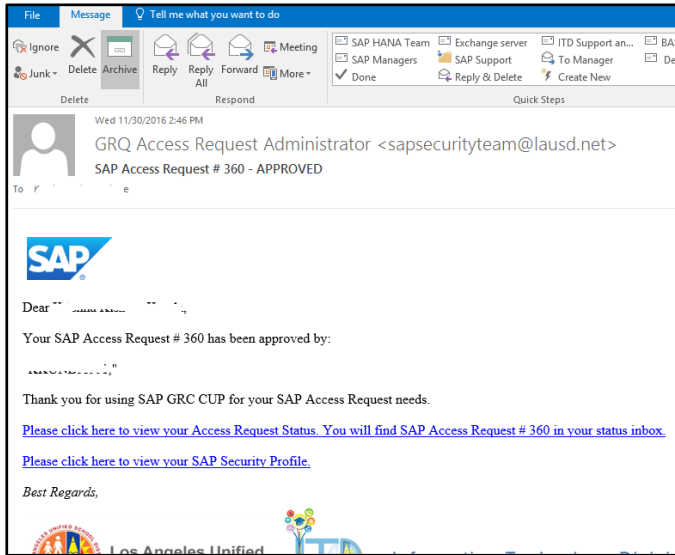 File Message Tell me what you want to do
Ignore Delete Archive Reply Reply All Forward Meeting
Junk More
SAP HANA Team Exchange server ITD Support an... BA
SAP Managers SAP Support To Manager De
Done Reply & Delete Create New
Delete Respond Quick Steps
Wed 11/30/2016 2:46 PM
GRQ Access Request Administrator <sapsecurityteam@lausd.net>
SAP Access Request # 360 - APPROVED
To
SAP
Dear
Your SAP Access Request # 360 has been approved by:
Thank you for using SAP GRC CUP for your SAP Access Request needs.
Please click here to view your Access Request Status. You will find SAP Access Request # 360 in your status inbox.
Please click here to view your SAP Security Profile.
Best Regards,
Los Angeles Unified